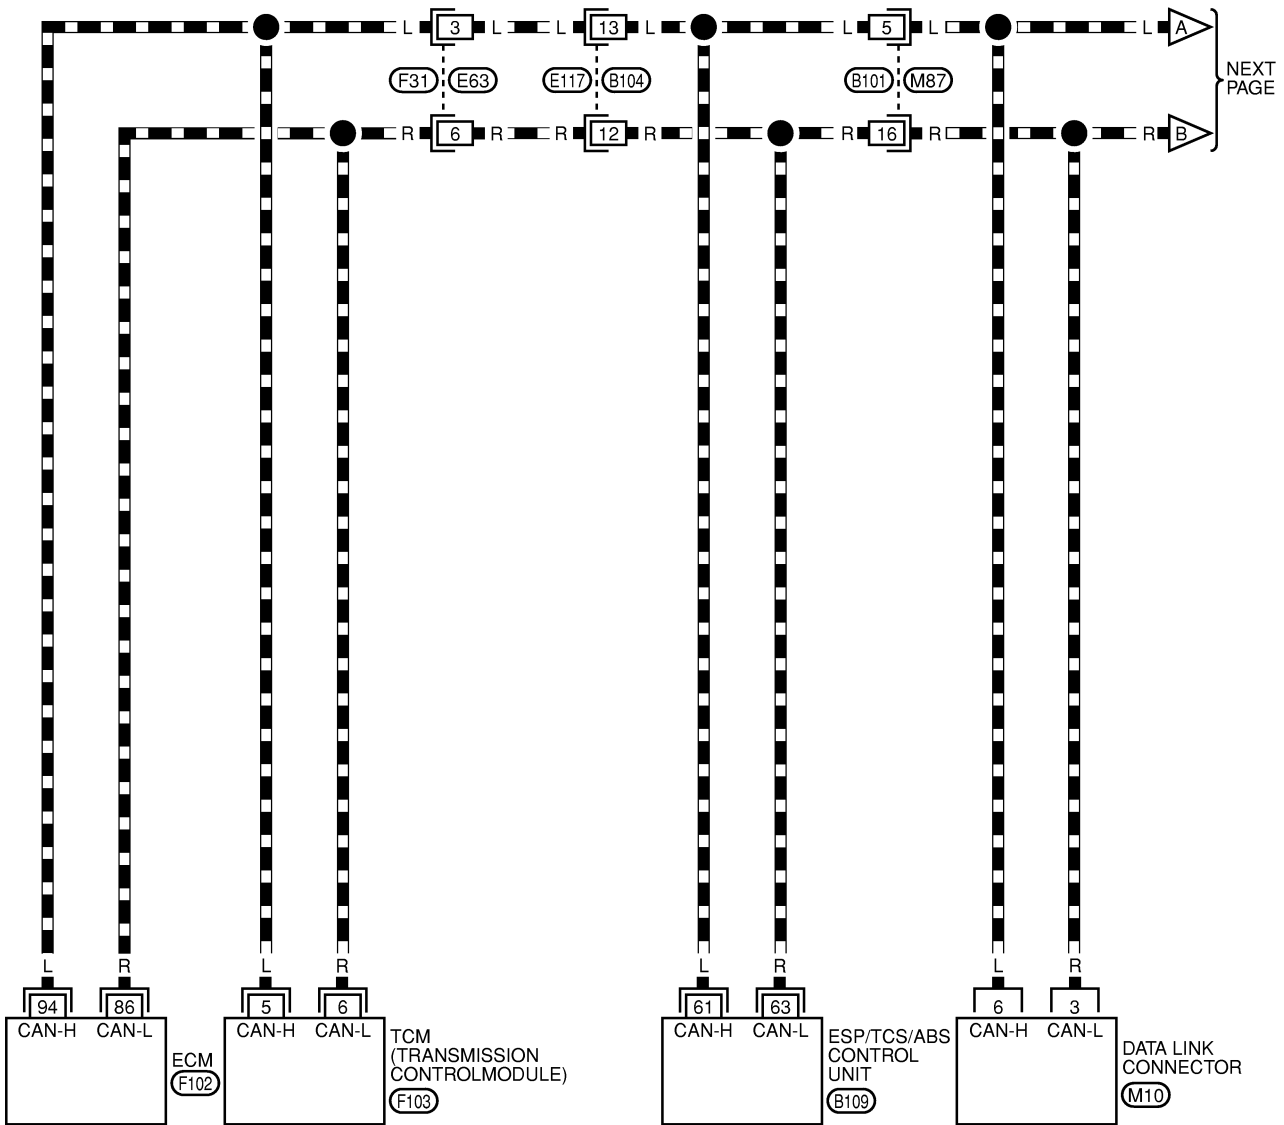 L 3 L L 13 L L 5 L L A
F31 E63 E117 B104 B101 M87
NEXT
PAGE
R 6 R R 12 R R 16 R R B
L R L R L R L R
94 86 5 6 61 63 6 3
CAN-H CAN-L CAN-H CAN-L CAN-H CAN-L CAN-H CAN-L
ECM
F102
TCM
(TRANSMISSION
CONTROLMODULE)
F103
ESP/TCS/ABS
CONTROL
UNIT
B109
DATA LINK
CONNECTOR
M10